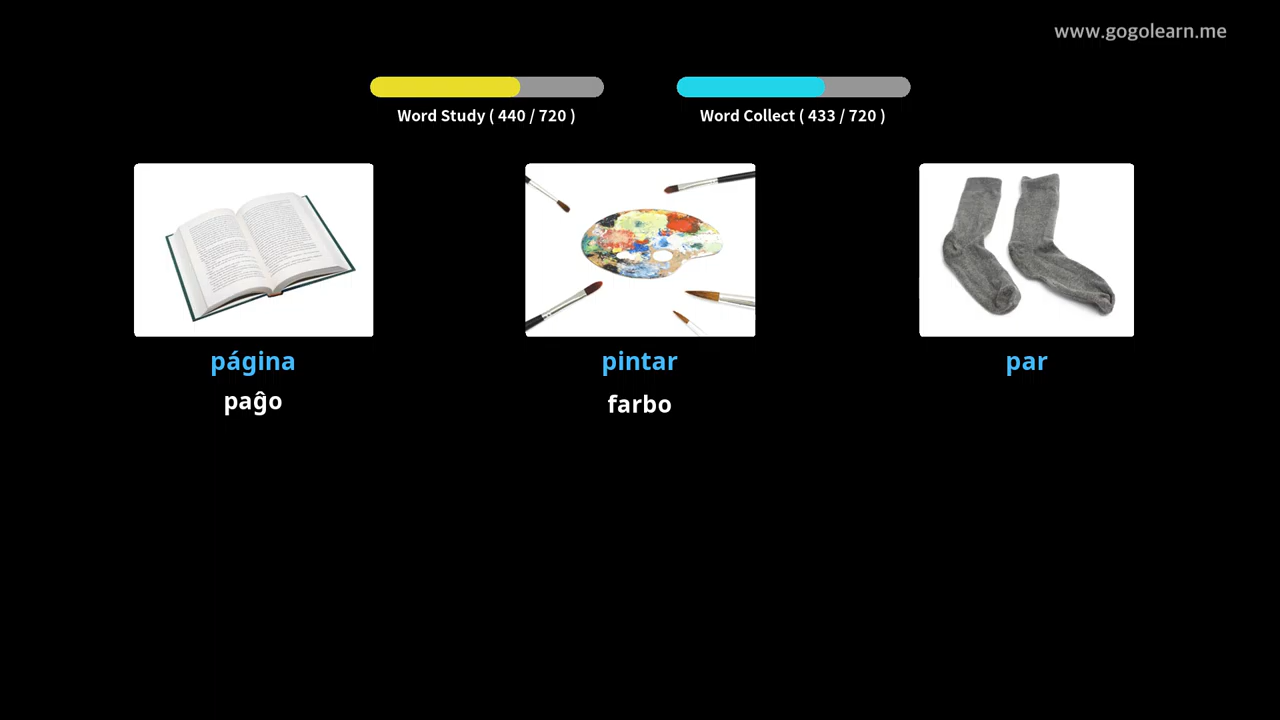 www.gogolearn.me
Word Study ( 440 / 720 )
Word Collect ( 433 / 720 )
página
pintar
par
paĝo
farbo